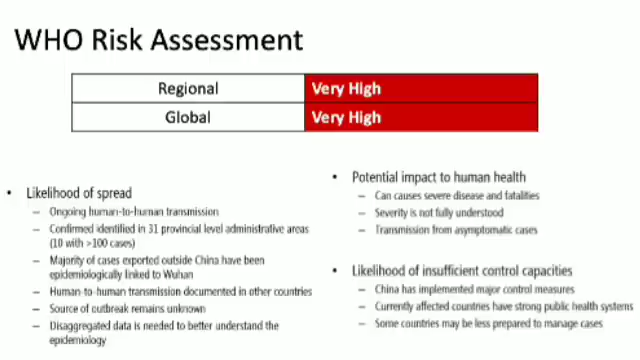 WHO Risk Assessment
Regional Very High
Global Very High
• Likelihood of spread
– Ongoing human-to-human transmission
– Confirmed identified in 31 provincial level administrative areas
(10 with >100 cases)
– Majority of cases exported outside China have been
epidemiologically linked to Wuhan
– Human-to-human transmission documented in other countries
– Source of outbreak remains unknown
– Disaggregated data is needed to better understand the
epidemiology
• Potential impact to human health
– Can causes severe disease and fatalities
– Severity is not fully understood
– Transmission from asymptomatic cases
• Likelihood of insufficient control capacities
– China has implemented major control measures
– Currently affected countries have strong public health systems
– Some countries may be less prepared to manage cases